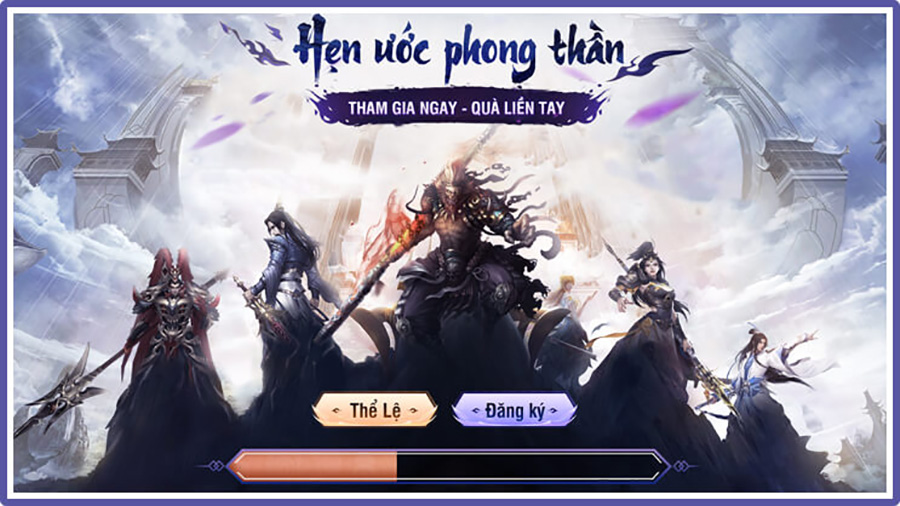 Hẹn ước phong thần
THAM GIA NGAY - QUÀ LIỀN TAY
Thể Lệ
Đăng ký